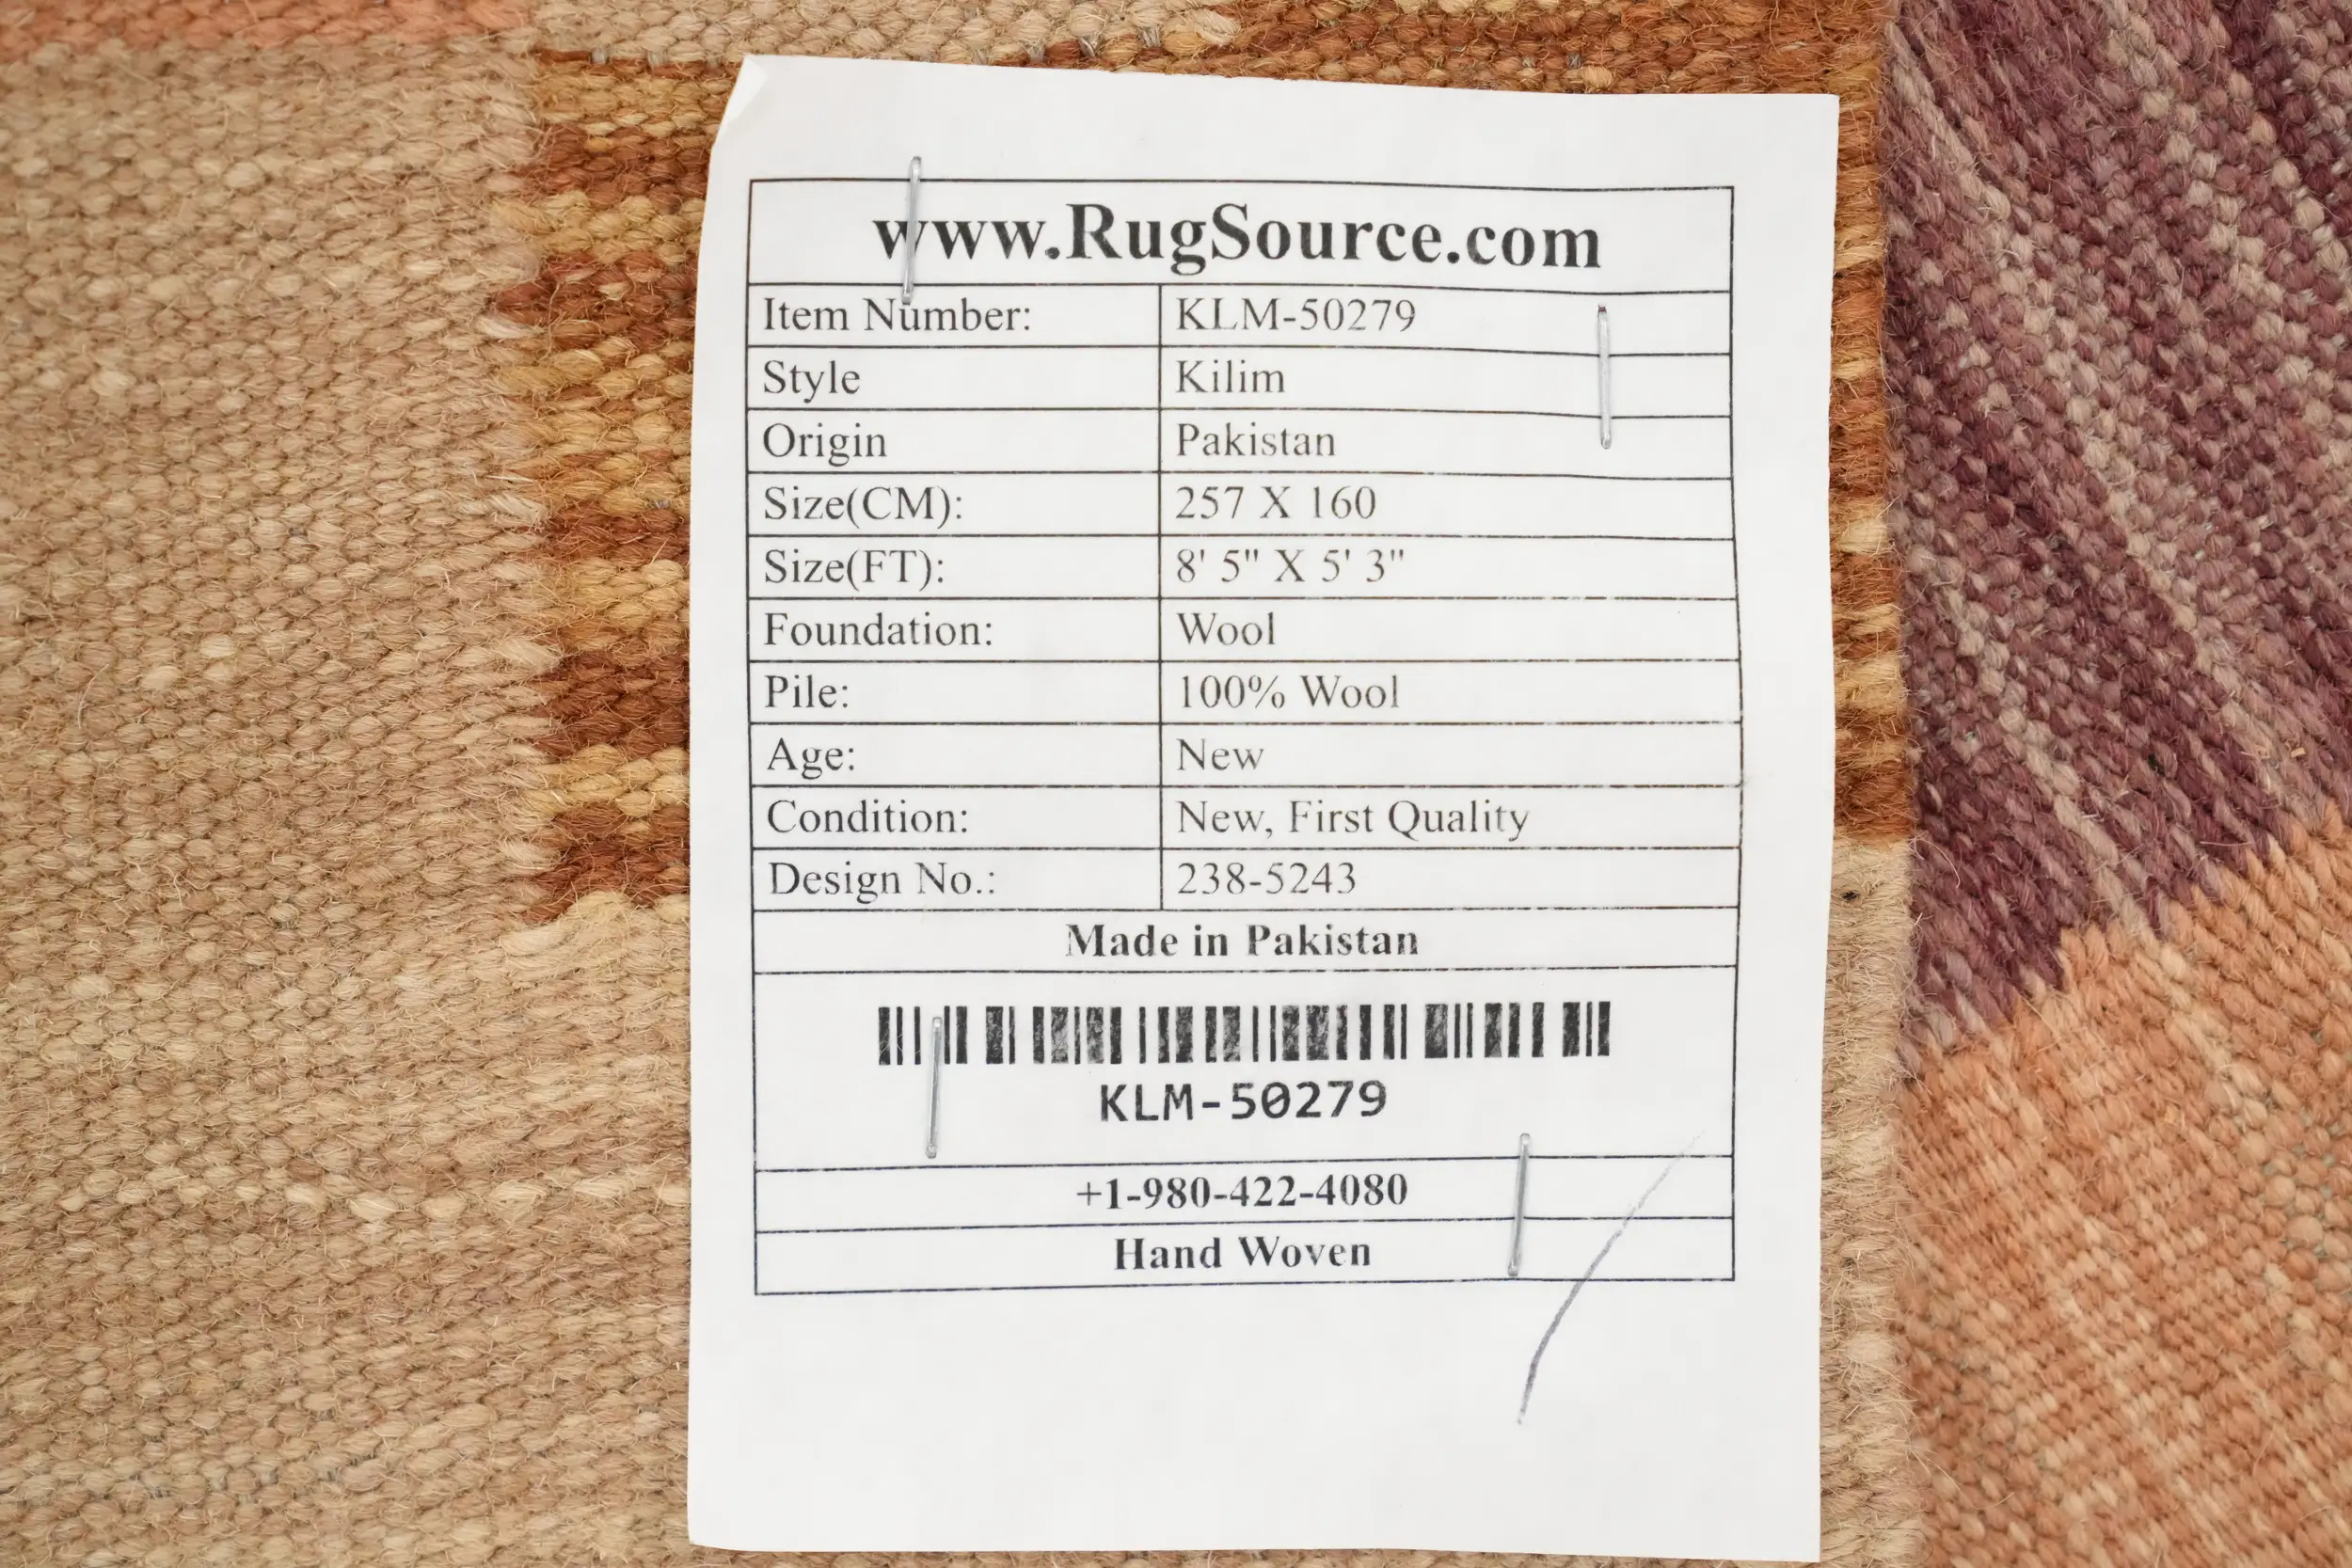 www.RugSource.com
Item Number: KLM-50279
Style Kilim
Origin Pakistan
Size(CM): 257 X 160
Size(FT): 8' 5" X 5' 3"
Foundation: Wool
Pile: 100% Wool
Age: New
Condition: New, First Quality
Design No.: 238-5243
Made in Pakistan
KLM-50279
+1-980-422-4080
Hand Woven